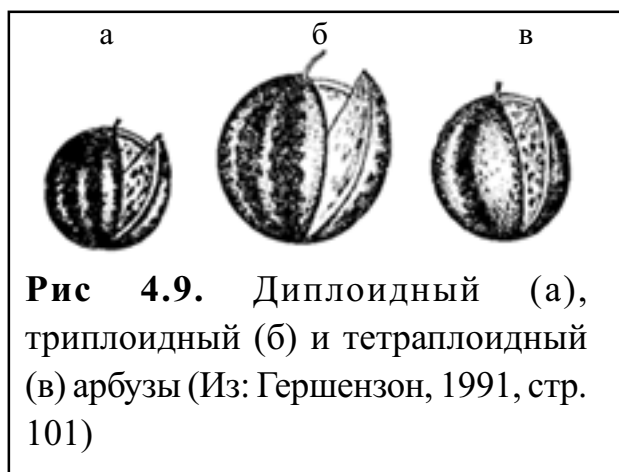 а б в
Рис 4.9. Диплоидный (а),
триплоидный (б) и тетраплоидный
(в) арбузы (Из: Гершензон, 1991, стр.
101)